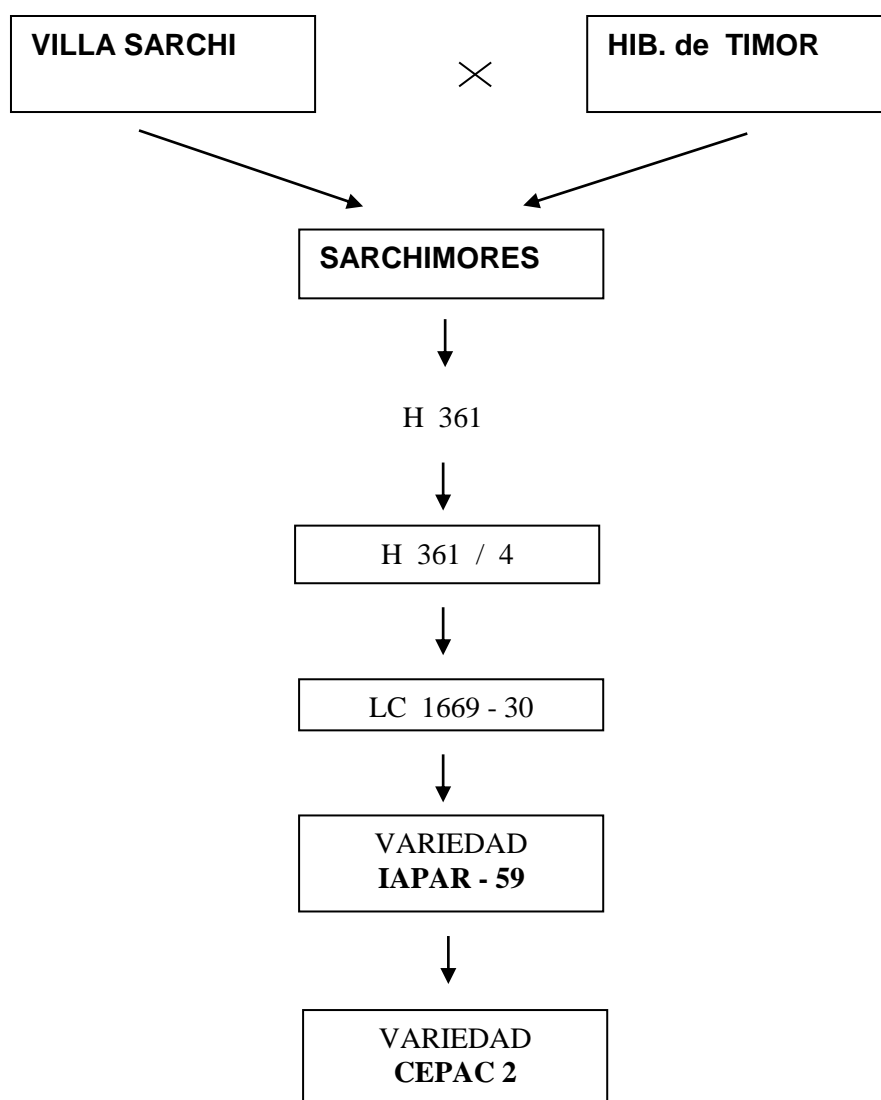 VILLA SARCHI
HIB. de TIMOR
SARCHIMORES
H 361
H 361 / 4
LC 1669 - 30
VARIEDAD
IAPAR - 59
VARIEDAD
CEPAC 2